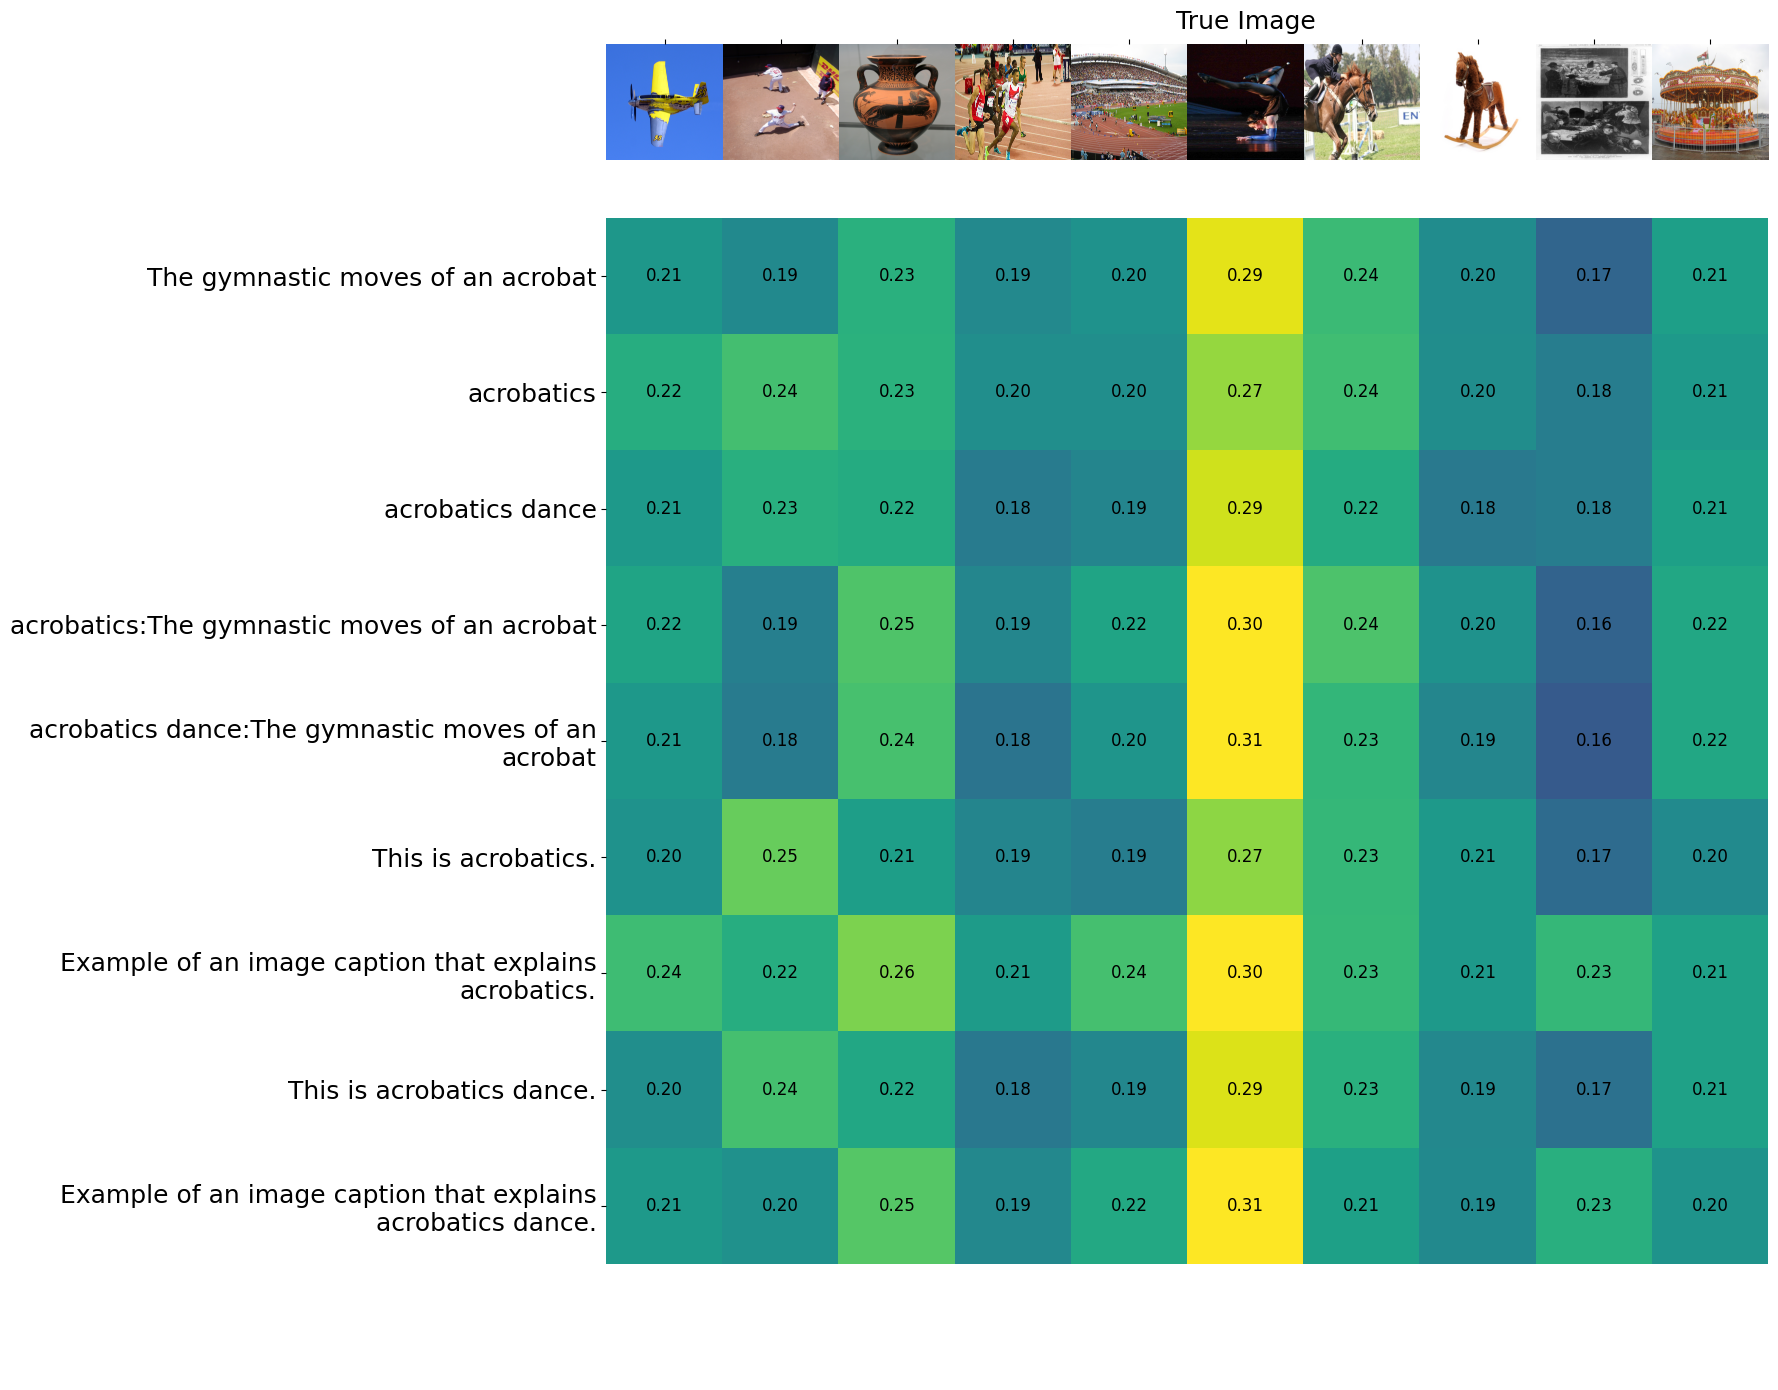 True Image
EN
The gymnastic moves of an acrobat
0.21 0.19 0.23 0.19 0.20 0.29 0.24 0.20 0.17 0.21
acrobatics
0.22 0.24 0.23 0.20 0.20 0.27 0.24 0.20 0.18 0.21
acrobatics dance
0.21 0.23 0.22 0.18 0.19 0.29 0.22 0.18 0.18 0.21
acrobatics:The gymnastic moves of an acrobat
0.22 0.19 0.25 0.19 0.22 0.30 0.24 0.20 0.16 0.22
acrobatics dance:The gymnastic moves of an
acrobat
0.21 0.18 0.24 0.18 0.20 0.31 0.23 0.19 0.16 0.22
This is acrobatics.
0.20 0.25 0.21 0.19 0.19 0.27 0.23 0.21 0.17 0.20
Example of an image caption that explains
acrobatics.
0.24 0.22 0.26 0.21 0.24 0.30 0.23 0.21 0.23 0.21
This is acrobatics dance.
0.20 0.24 0.22 0.18 0.19 0.29 0.23 0.19 0.17 0.21
Example of an image caption that explains
acrobatics dance.
0.21 0.20 0.25 0.19 0.22 0.31 0.21 0.19 0.23 0.20